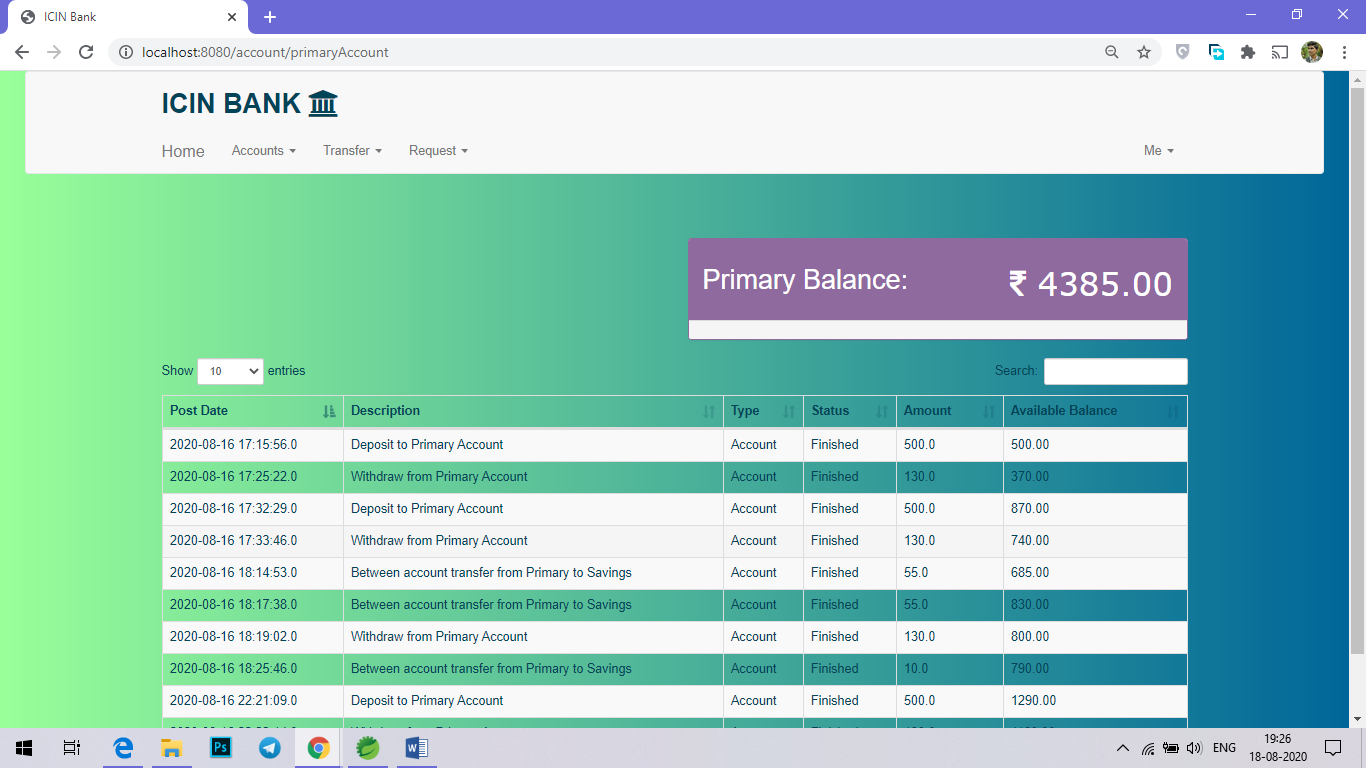 ICIN Bank
localhost:8080/account/primaryAccount
ICIN BANK
Home Accounts Transfer Request Me
Primary Balance: ₹ 4385.00
Show 10 entries Search:
Post Date Description Type Status Amount Available Balance
2020-08-16 17:15:56.0 Deposit to Primary Account Account Finished 500.0 500.00
2020-08-16 17:25:22.0 Withdraw from Primary Account Account Finished 130.0 370.00
2020-08-16 17:32:29.0 Deposit to Primary Account Account Finished 500.0 870.00
2020-08-16 17:33:46.0 Withdraw from Primary Account Account Finished 130.0 740.00
2020-08-16 18:14:53.0 Between account transfer from Primary to Savings Account Finished 55.0 685.00
2020-08-16 18:17:38.0 Between account transfer from Primary to Savings Account Finished 55.0 830.00
2020-08-16 18:19:02.0 Withdraw from Primary Account Account Finished 130.0 800.00
2020-08-16 18:25:46.0 Between account transfer from Primary to Savings Account Finished 10.0 790.00
2020-08-16 22:21:09.0 Deposit to Primary Account Account Finished 500.0 1290.00
Ps ENG 19:26
18-08-2020